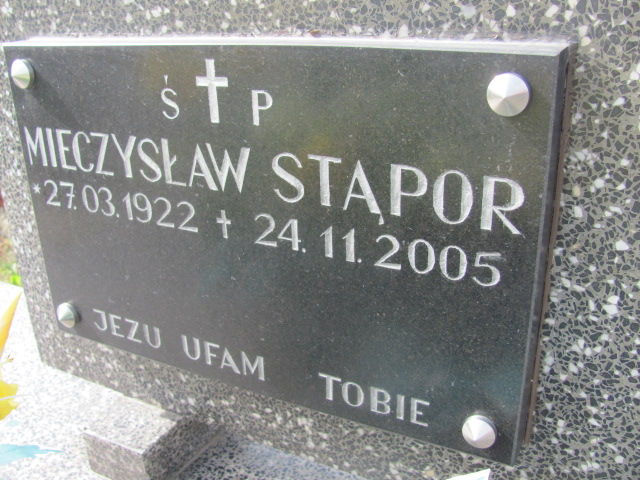 Ś P
MIECZYSŁAW STĄPOR
*27.03.1922 + 24.11.2005
JEZU UFAM TOBIE